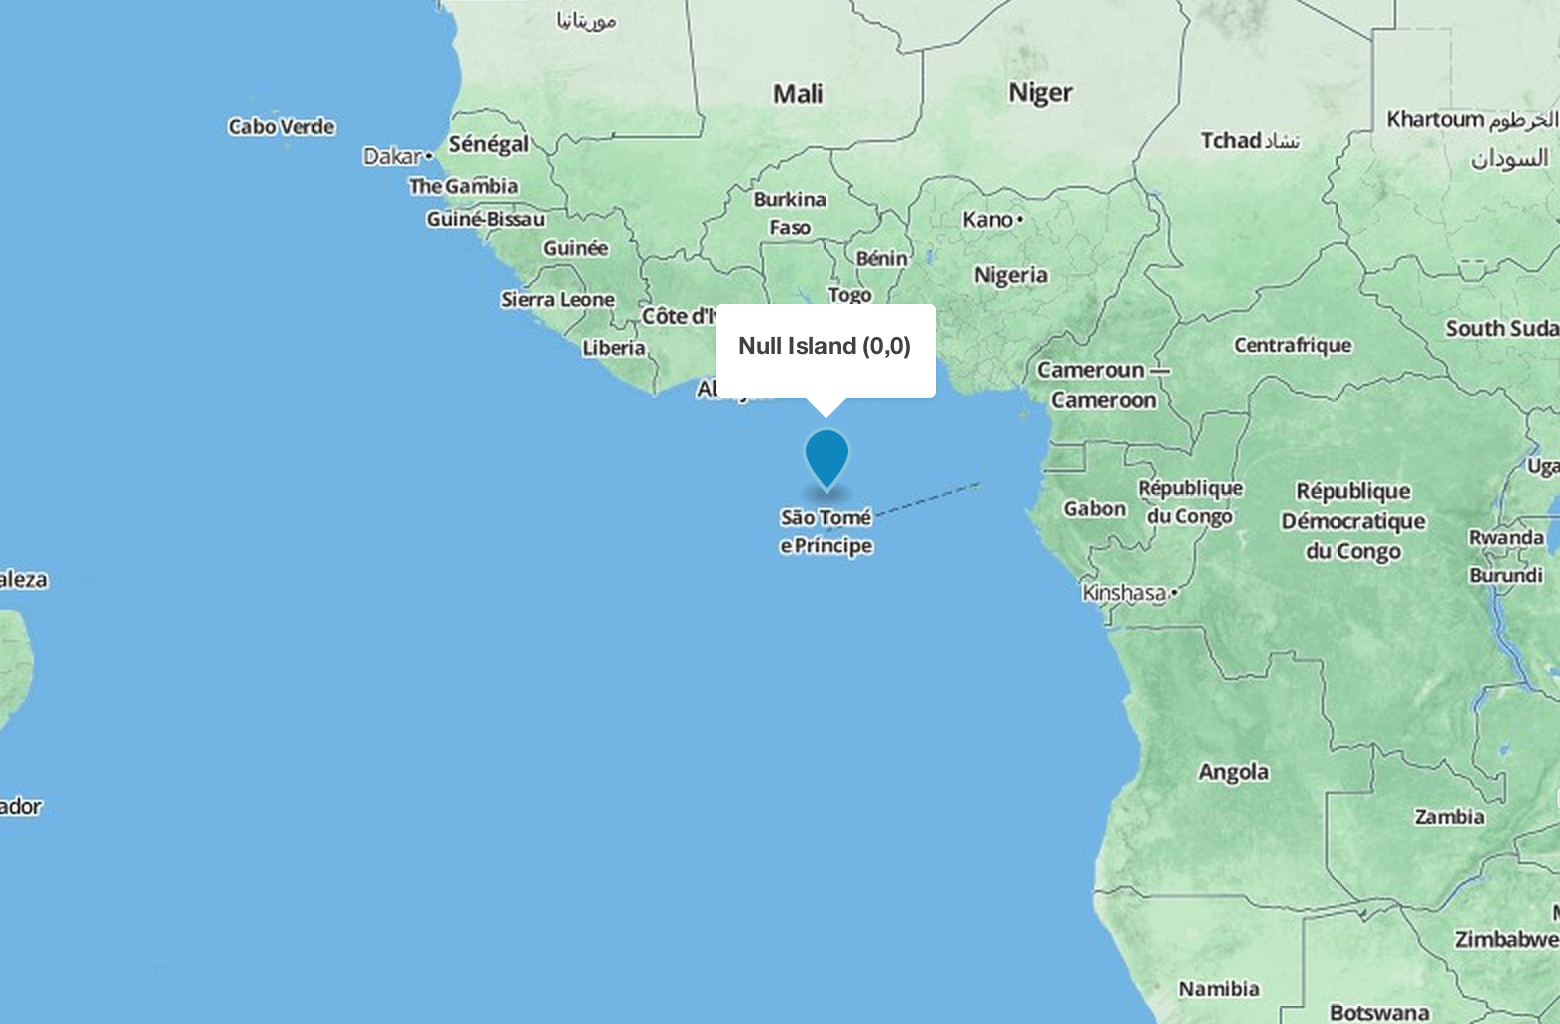 موريتانيا
Mali
Niger
Cabo Verde
Dakar
Sénégal
Tchad تشاد
Khartoum الخرطوم
السودان
The Gambia
Guiné-Bissau
Burkina
Faso
Kano
Guinée
Bénin
Nigeria
Togo
Sierra Leone
Côte d'I
South Suda
Liberia
Null Island (0,0)
Centrafrique
Cameroun —
Cameroon
Uga
République
du Congo
République
Démocratique
du Congo
Gabon
São Tomé
e Príncipe
Rwanda
Burundi
aleza
Kinshasa
Angola
ador
Zambia
Zimbabwe
Namibia
Botswana